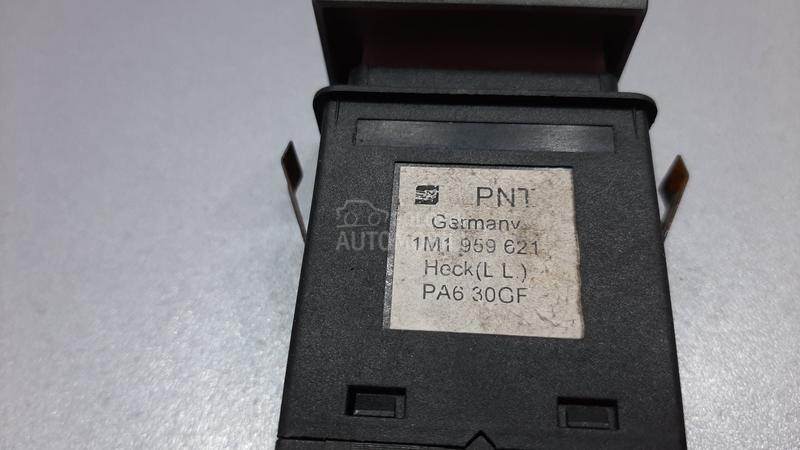 PNT
Germany
1M1 959 621
Heck(L L.)
PA6 30GF